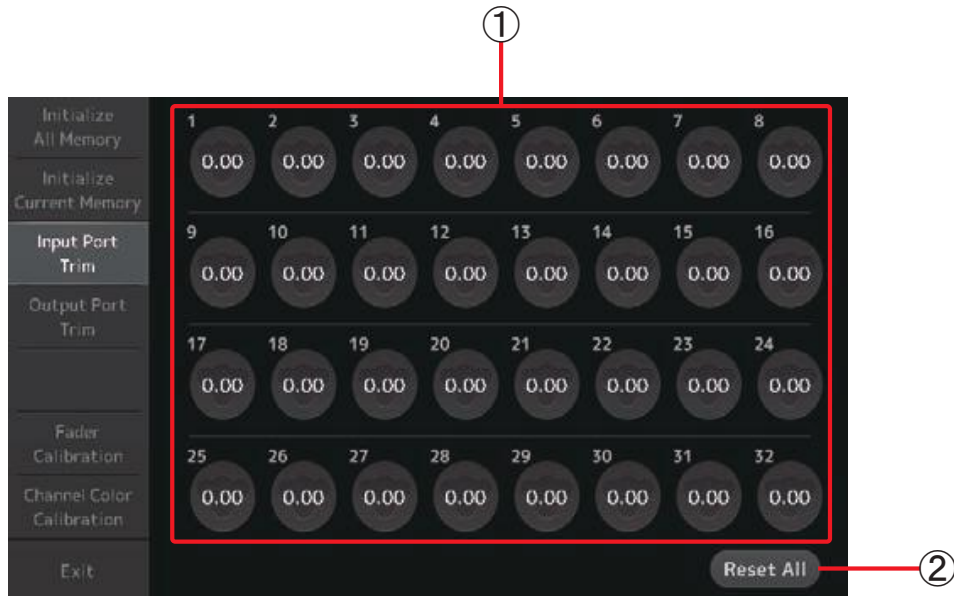 ①
Initialize
All Memory
Initialize
Current Memory
Input Port
Trim
Output Port
Trim
Fader
Calibration
Channel Color
Calibration
Exit
1 2 3 4 5 6 7 8
0.00 0.00 0.00 0.00 0.00 0.00 0.00 0.00
9 10 11 12 13 14 15 16
0.00 0.00 0.00 0.00 0.00 0.00 0.00 0.00
17 18 19 20 21 22 23 24
0.00 0.00 0.00 0.00 0.00 0.00 0.00 0.00
25 26 27 28 29 30 31 32
0.00 0.00 0.00 0.00 0.00 0.00 0.00 0.00
Reset All
②